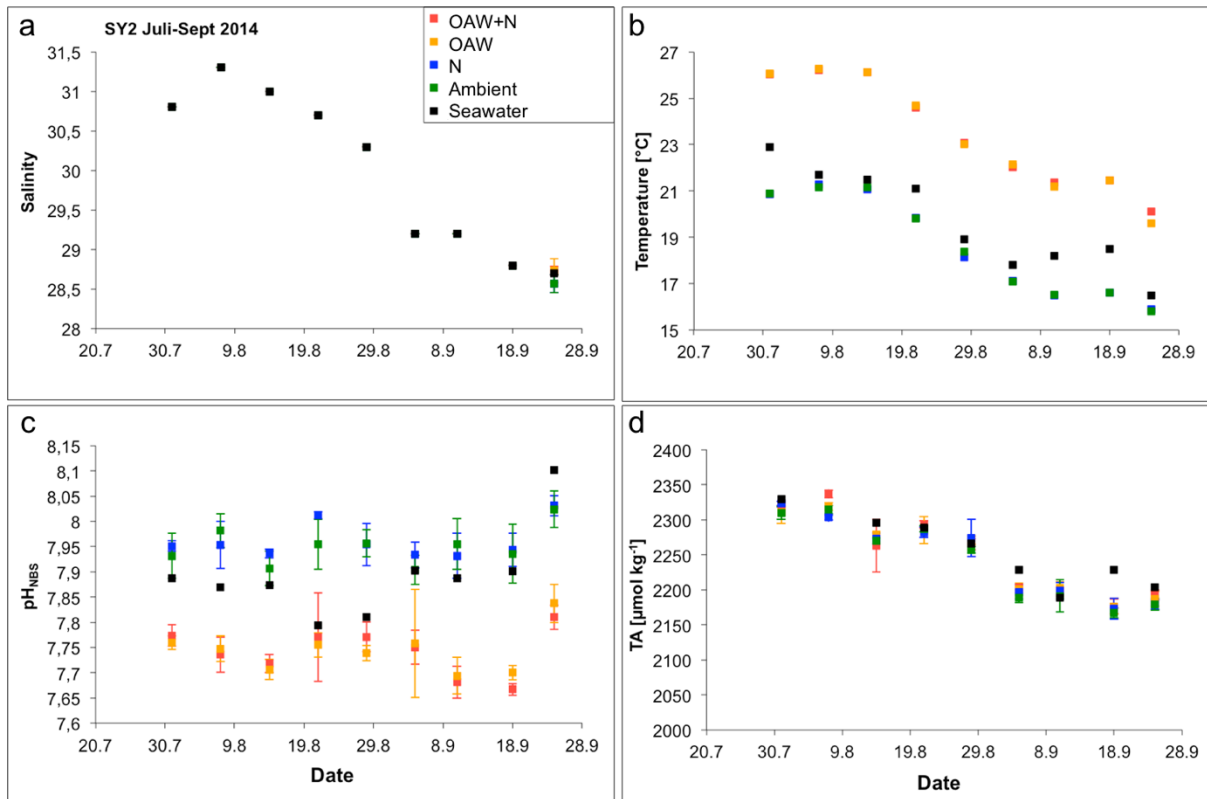 a
SY2 Juli-Sept 2014
OAW+N
OAW
N
Ambient
Seawater
31,5
31
30,5
30
29,5
29
28,5
28
Salinity
20.7 30.7 9.8 19.8 29.8 8.9 18.9 28.9
b
27
25
23
21
19
17
15
Temperature [°C]
20.7 30.7 9.8 19.8 29.8 8.9 18.9 28.9
c
8,15
8,1
8,05
8
7,95
7,9
7,85
7,8
7,75
7,7
7,65
7,6
pHNBS
20.7 30.7 9.8 19.8 29.8 8.9 18.9 28.9
Date
d
2400
2350
2300
2250
2200
2150
2100
2050
2000
TA [µmol kg⁻¹]
20.7 30.7 9.8 19.8 29.8 8.9 18.9 28.9
Date